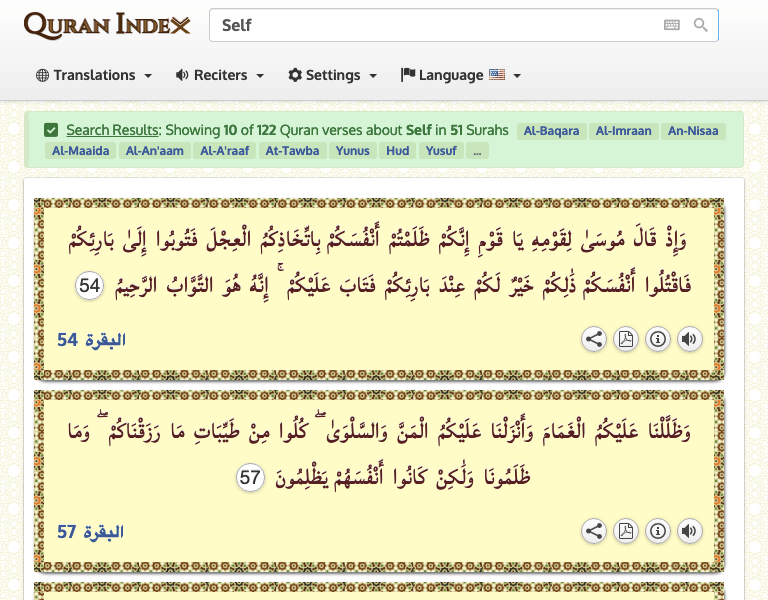 QURAN INDEX
Self
Translations Reciters Settings Language
Search Results: Showing 10 of 122 Quran verses about Self in 51 Surahs Al-Baqara Al-Imraan An-Nisaa
Al-Maaida Al-An'aam Al-A'raaf At-Tawba Yunus Hud Yusuf ...
وَإِذْ قَالَ مُوسَىٰ لِقَوْمِهِ يَا قَوْمِ إِنَّكُمْ ظَلَمْتُمْ أَنْفُسَكُمْ بِاتِّخَاذِكُمُ الْعِجْلَ فَتُوبُوا إِلَىٰ بَارِئِكُمْ
فَاقْتُلُوا أَنْفُسَكُمْ ذَٰلِكُمْ خَيْرٌ لَكُمْ عِنْدَ بَارِئِكُمْ فَتَابَ عَلَيْكُمْ ۚ إِنَّهُ هُوَ التَّوَّابُ الرَّحِيمُ 54
البقرة 54
وَظَلَّلْنَا عَلَيْكُمُ الْغَمَامَ وَأَنْزَلْنَا عَلَيْكُمُ الْمَنَّ وَالسَّلْوَىٰ ۖ كُلُوا مِنْ طَيِّبَاتِ مَا رَزَقْنَاكُمْ ۖ وَمَا
ظَلَمُونَا وَلَٰكِنْ كَانُوا أَنْفُسَهُمْ يَظْلِمُونَ 57
البقرة 57